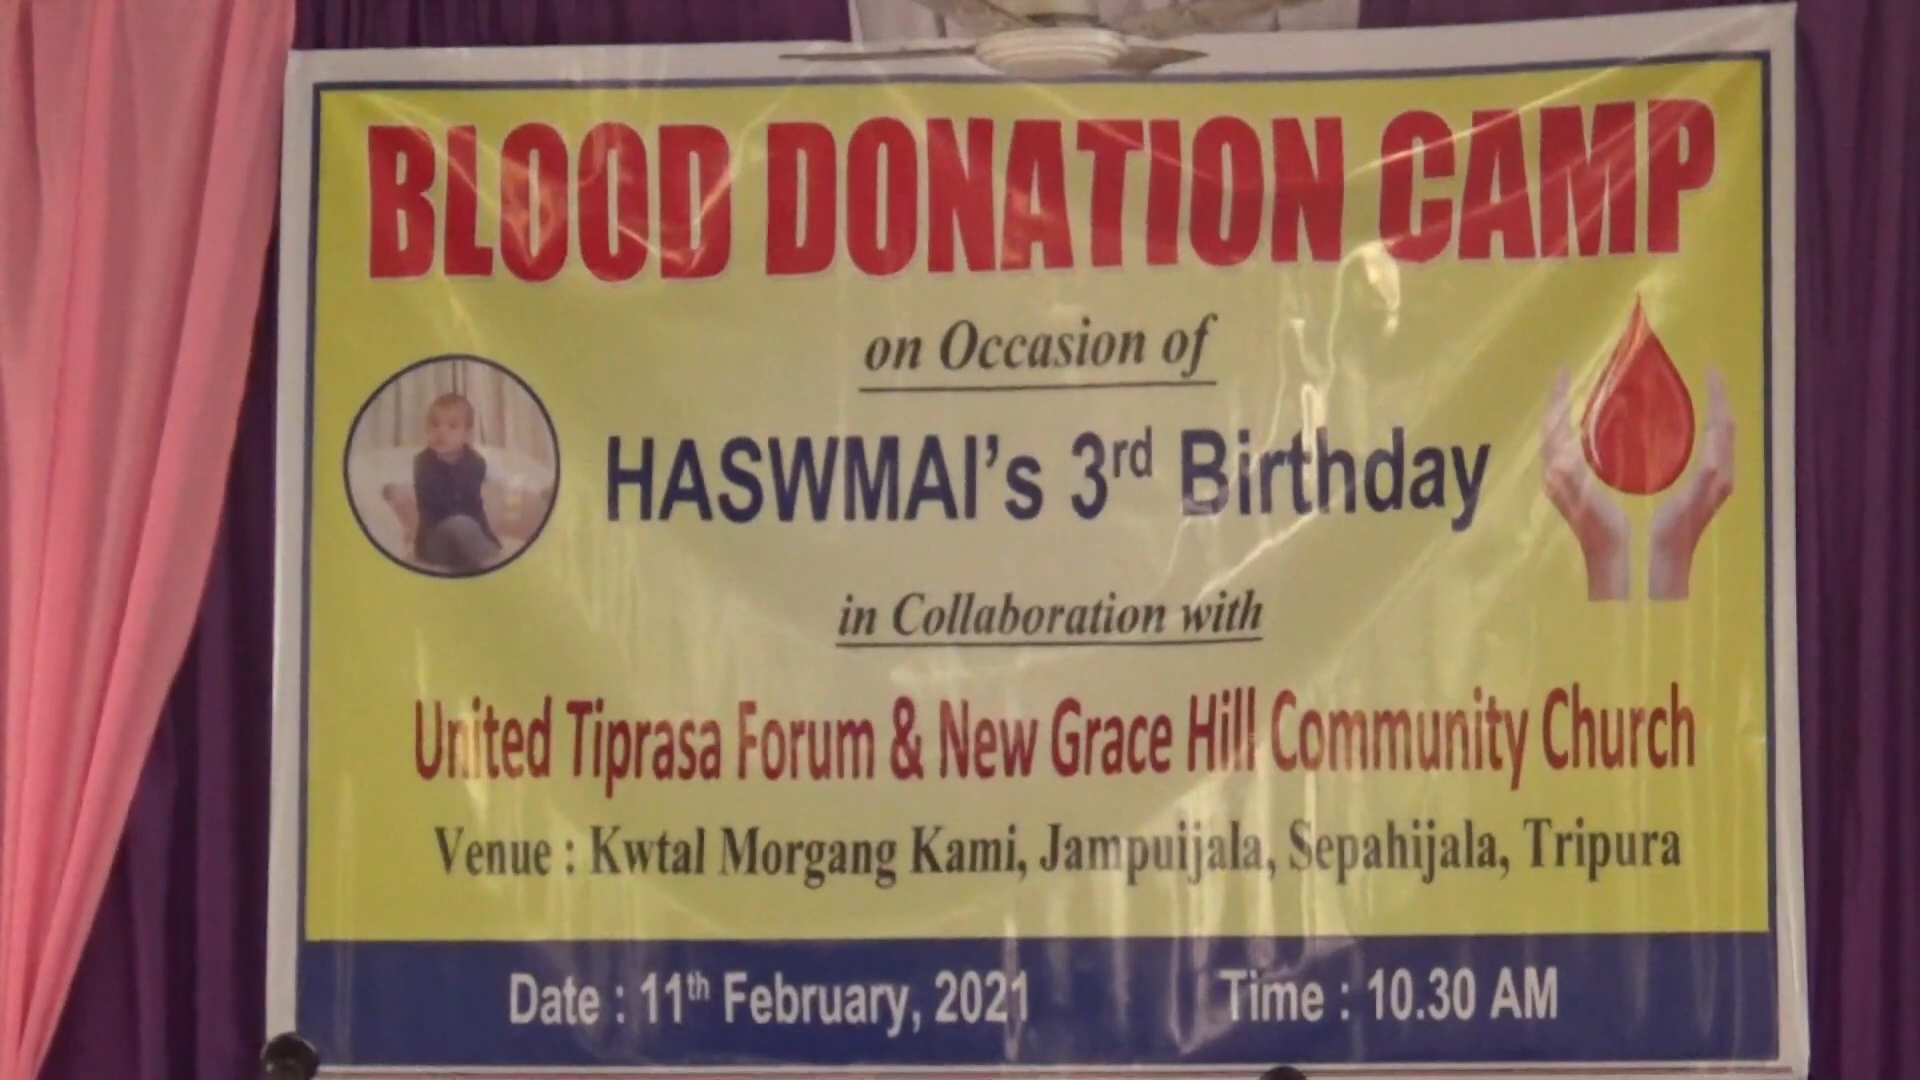 BLOOD DONATION CAMP
on Occasion of
HASWMAI's 3rd Birthday
in Collaboration with
United Tiprasa Forum & New Grace Hill Community Church
Venue : Kwtal Morgang Kami, Jampuijala, Sepahijala, Tripura
Date : 11th February, 2021 Time : 10.30 AM